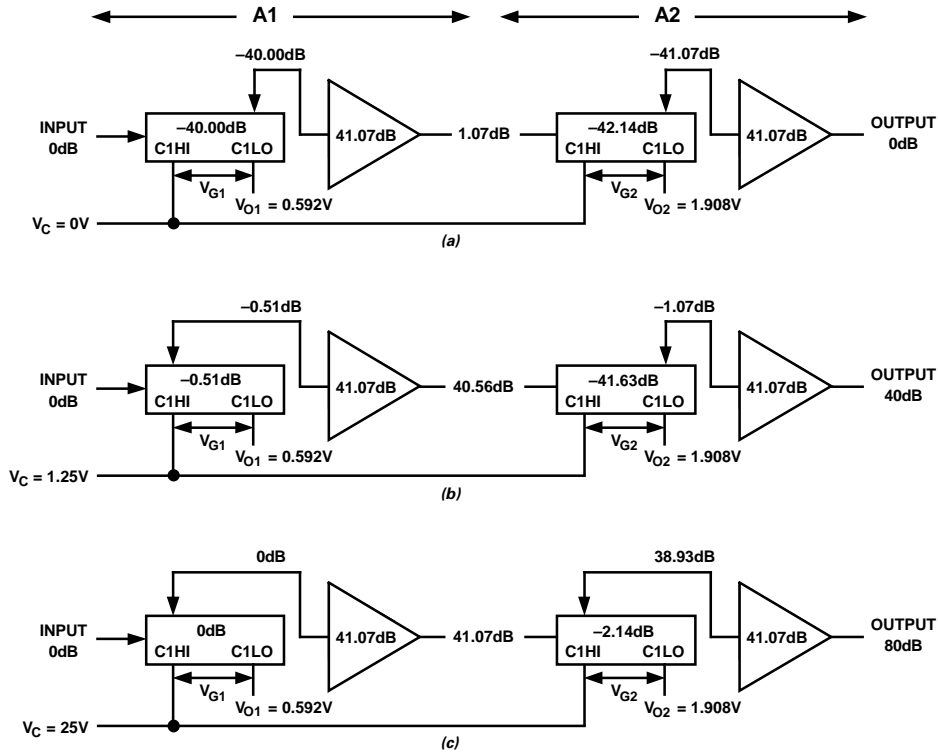 A1 A2
–40.00dB –41.07dB
INPUT 0dB
–40.00dB
C1HI C1LO
41.07dB
1.07dB
–42.14dB
C1HI C1LO
41.07dB
OUTPUT 0dB
VG1
VO1 = 0.592V
VG2
VO2 = 1.908V
VC = 0V
(a)
–0.51dB –1.07dB
INPUT 0dB
–0.51dB
C1HI C1LO
41.07dB
40.56dB
–41.63dB
C1HI C1LO
41.07dB
OUTPUT 40dB
VG1
VO1 = 0.592V
VG2
VO2 = 1.908V
VC = 1.25V
(b)
0dB 38.93dB
INPUT 0dB
0dB
C1HI C1LO
41.07dB
41.07dB
–2.14dB
C1HI C1LO
41.07dB
OUTPUT 80dB
VG1
VO1 = 0.592V
VG2
VO2 = 1.908V
VC = 25V
(c)